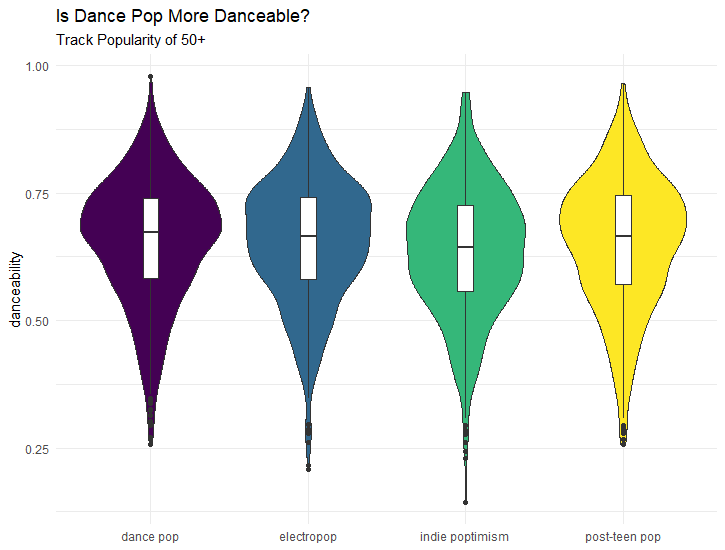 Is Dance Pop More Danceable?
Track Popularity of 50+
1.00
0.75
0.50
0.25
danceability
dance pop
electropop
indie poptimism
post-teen pop